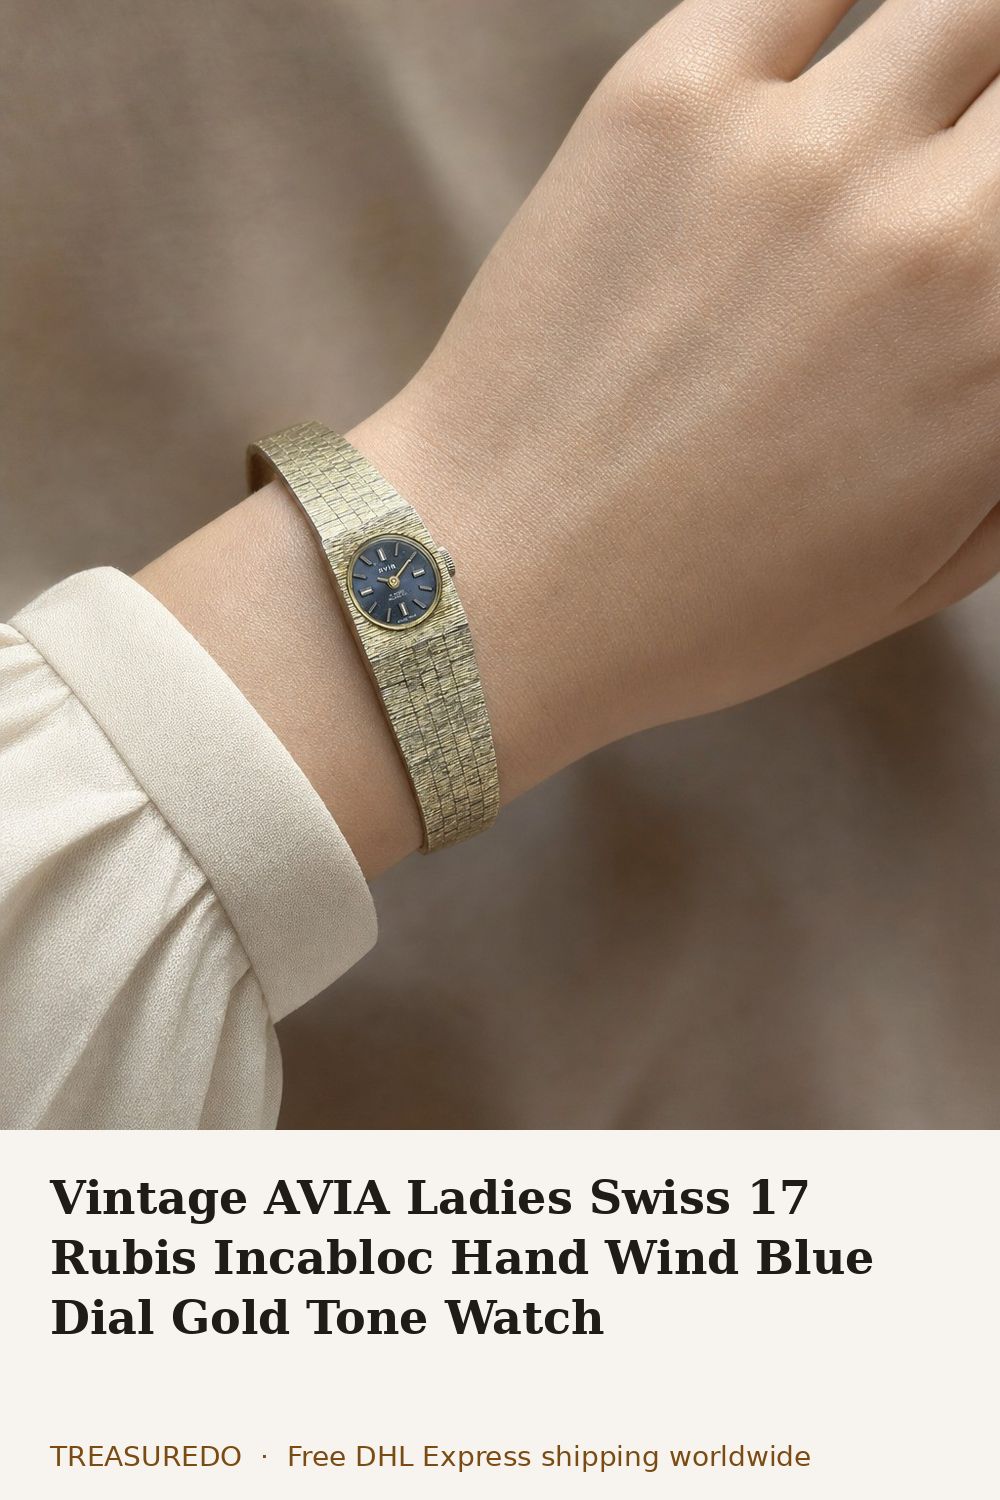 AVIA
Vintage AVIA Ladies Swiss 17
Rubis Incabloc Hand Wind Blue
Dial Gold Tone Watch
TREASUREDO · Free DHL Express shipping worldwide